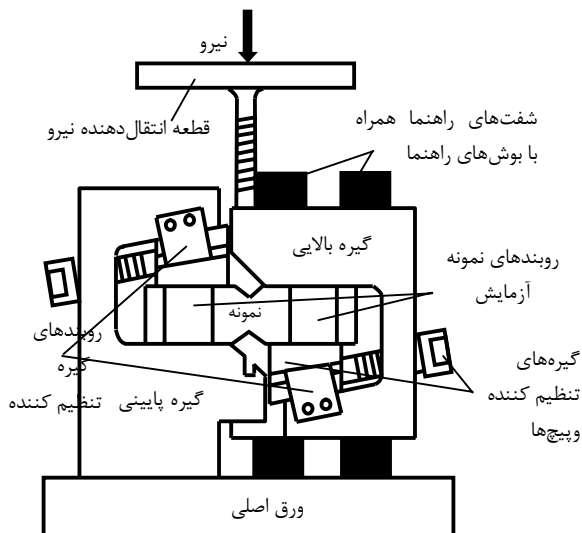 نیرو
قطعه انتقال‌دهنده نیرو
شفت‌های راهنما همراه
با بوش‌های راهنما
گیره بالایی
روبندهای نمونه
آزمایش
نمونه
روبندهای
گیره
تنظیم کننده
گیره پایینی
گیره‌های
تنظیم کننده
وپیچ‌ها
ورق اصلی